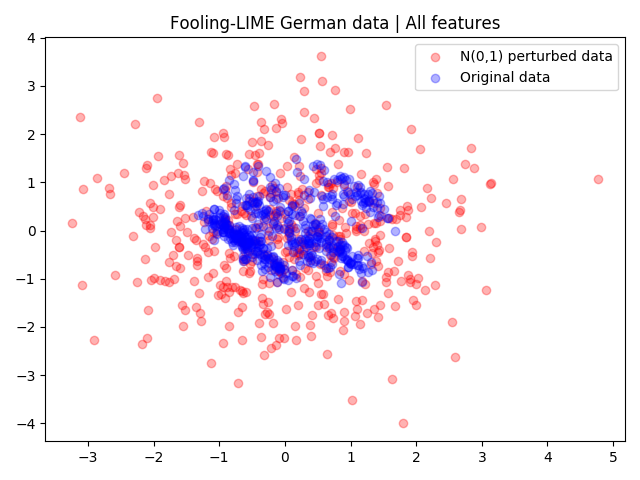 Fooling-LIME German data | All features
N(0,1) perturbed data
Original data
4
3
2
1
0
−1
−2
−3
−4
−3 −2 −1 0 1 2 3 4 5